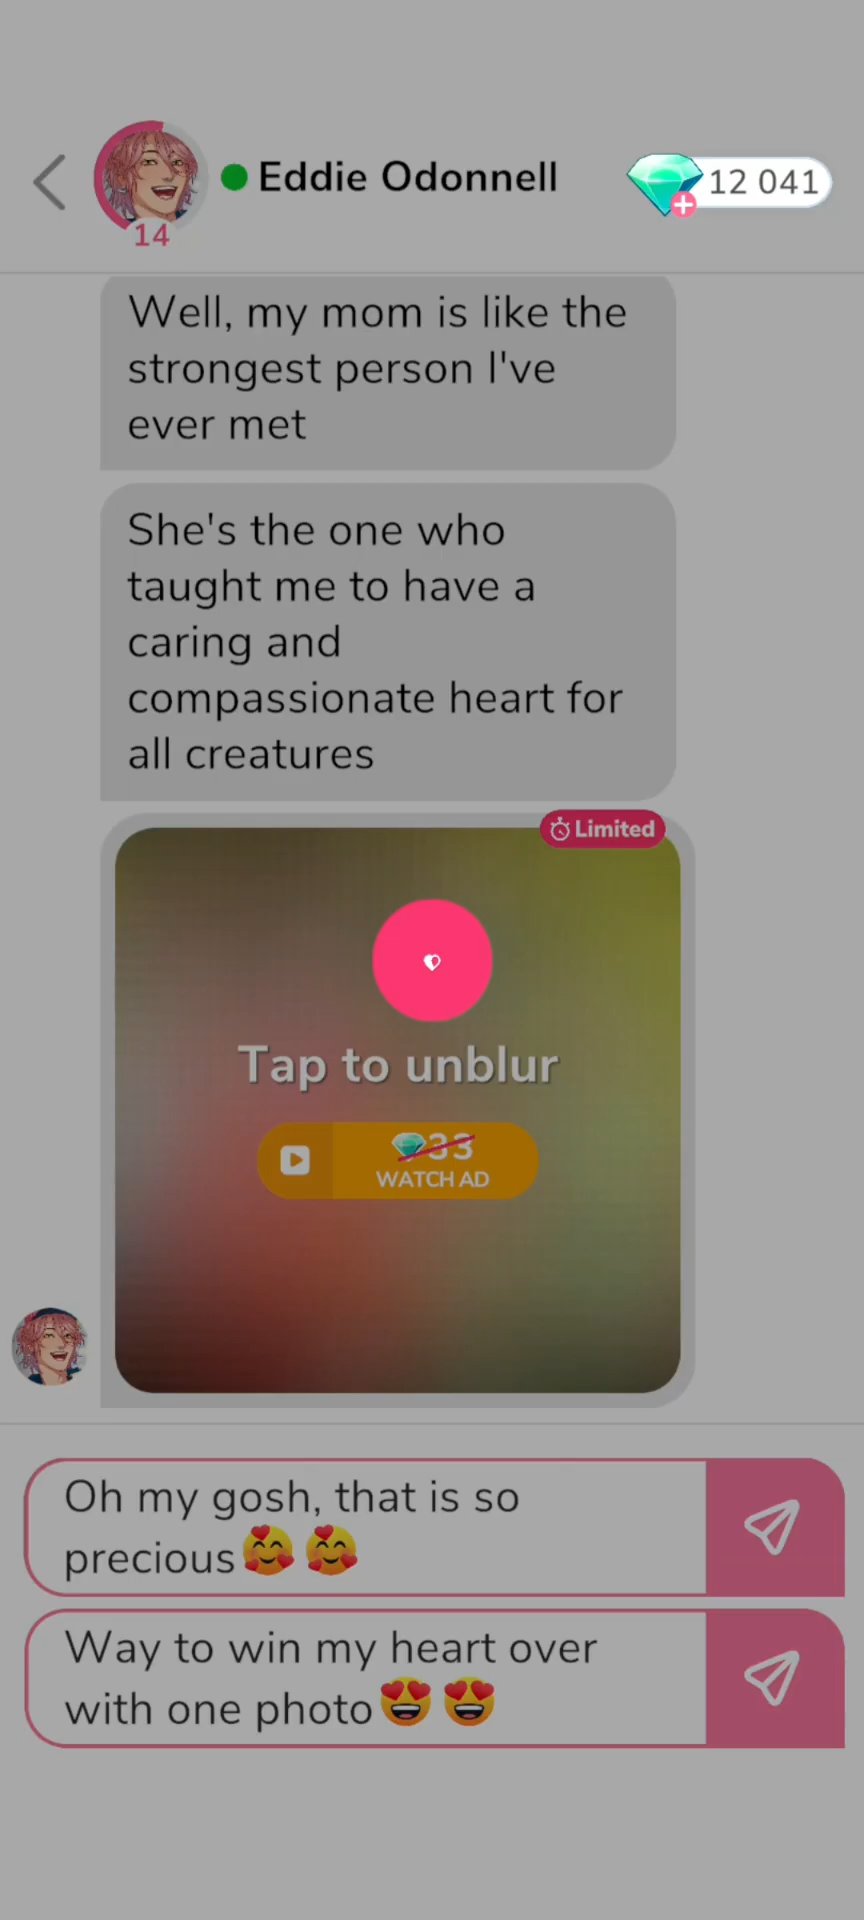 Eddie Odonnell
12 041
14
Well, my mom is like the
strongest person I've
ever met
She's the one who
taught me to have a
caring and
compassionate heart for
all creatures
Limited
Tap to unblur
33
WATCH AD
Oh my gosh, that is so
precious🥰🥰
Way to win my heart over
with one photo😍😍